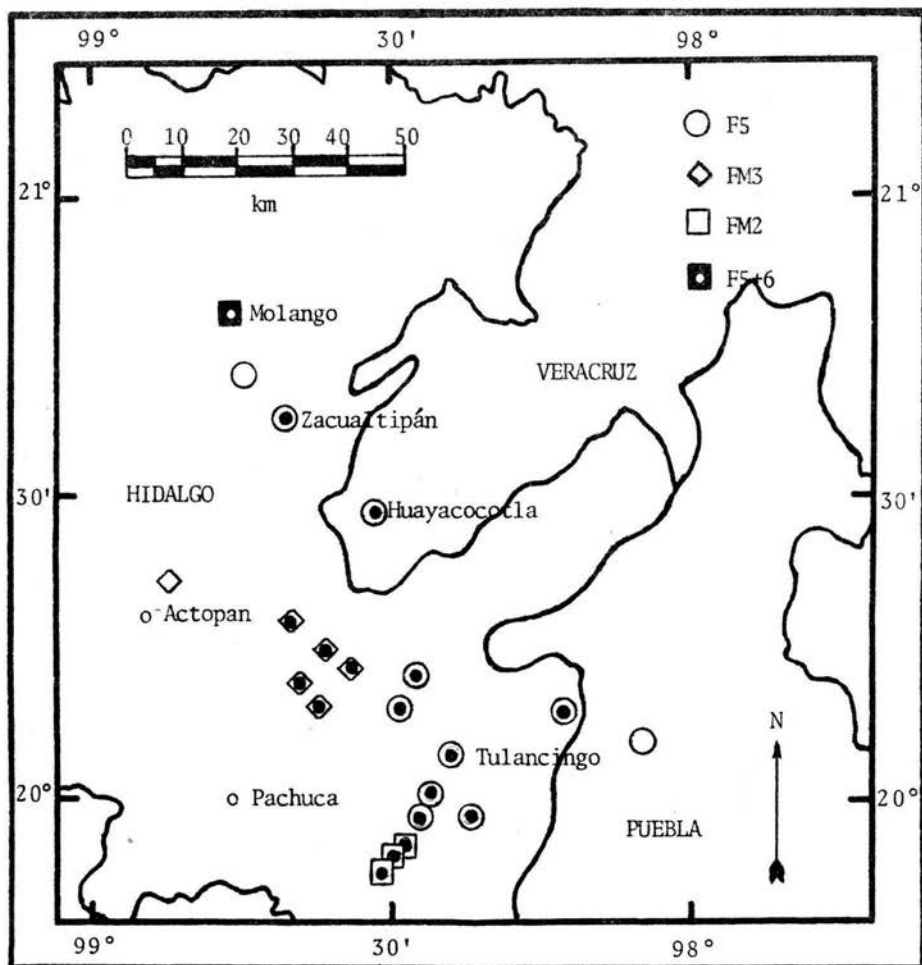 99° 30' 98°
0 10 20 30 40 50
km
F5
FM3
FM2
F5+6
21° 21°
Molango
VERACRUZ
Zacualtipán
HIDALGO
30' 30'
Huayacocotla
o Actopan
Tulancingo
N
o Pachuca
20° 20°
PUEBLA
99° 30' 98°